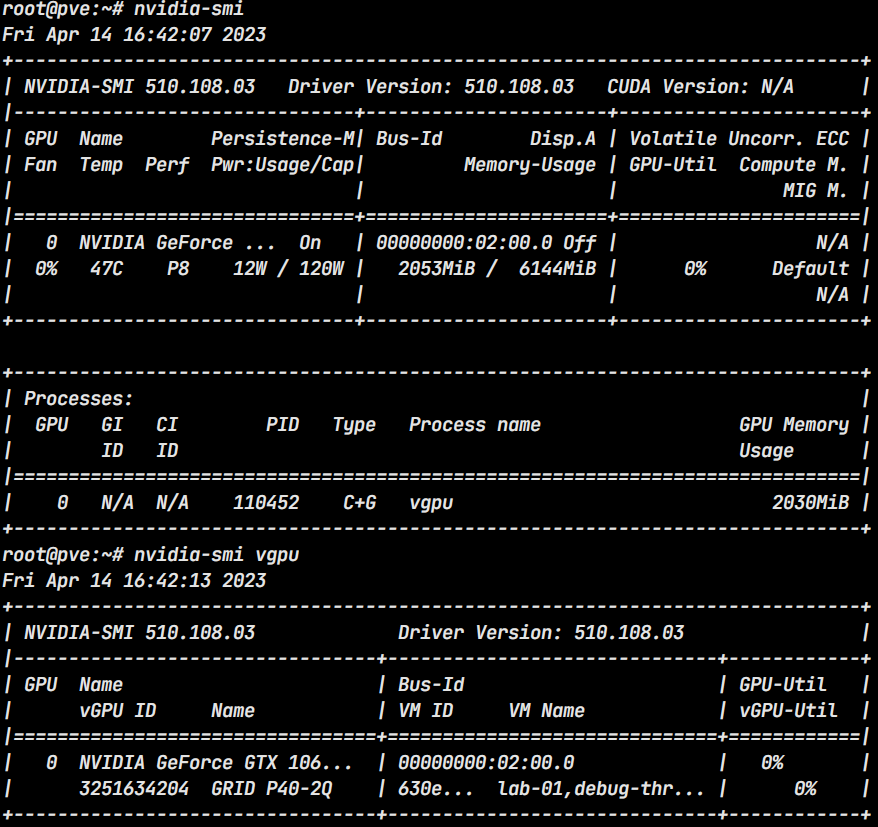 root@pve:~# nvidia-smi
Fri Apr 14 16:42:07 2023
+-----------------------------------------------------------------------------+
| NVIDIA-SMI 510.108.03   Driver Version: 510.108.03   CUDA Version: N/A      |
|-------------------------------+----------------------+----------------------+
| GPU  Name        Persistence-M| Bus-Id        Disp.A | Volatile Uncorr. ECC |
| Fan  Temp  Perf  Pwr:Usage/Cap|         Memory-Usage | GPU-Util  Compute M. |
|                               |                      |               MIG M. |
|===============================+======================+======================|
|   0  NVIDIA GeForce ...  On   | 00000000:02:00.0 Off |                  N/A |
|  0%   47C    P8    12W / 120W |   2053MiB /  6144MiB |      0%      Default |
|                               |                      |                  N/A |
+-------------------------------+----------------------+----------------------+

+-----------------------------------------------------------------------------+
| Processes:                                                                  |
|  GPU   GI   CI        PID   Type   Process name                  GPU Memory |
|        ID   ID                                                   Usage      |
|=============================================================================|
|    0   N/A  N/A    110452    C+G   vgpu                             2030MiB |
+-----------------------------------------------------------------------------+
root@pve:~# nvidia-smi vgpu
Fri Apr 14 16:42:13 2023
+-----------------------------------------------------------------------------+
| NVIDIA-SMI 510.108.03             Driver Version: 510.108.03                |
|---------------------------------+------------------------------+------------+
| GPU  Name                       | Bus-Id                       | GPU-Util   |
|      vGPU ID     Name           | VM ID     VM Name            | vGPU-Util  |
|=================================+==============================+============|
|   0  NVIDIA GeForce GTX 106...  | 00000000:02:00.0             |   0%       |
|      3251634204  GRID P40-2Q    | 630e...  lab-01,debug-thr... |      0%    |
+---------------------------------+------------------------------+------------+